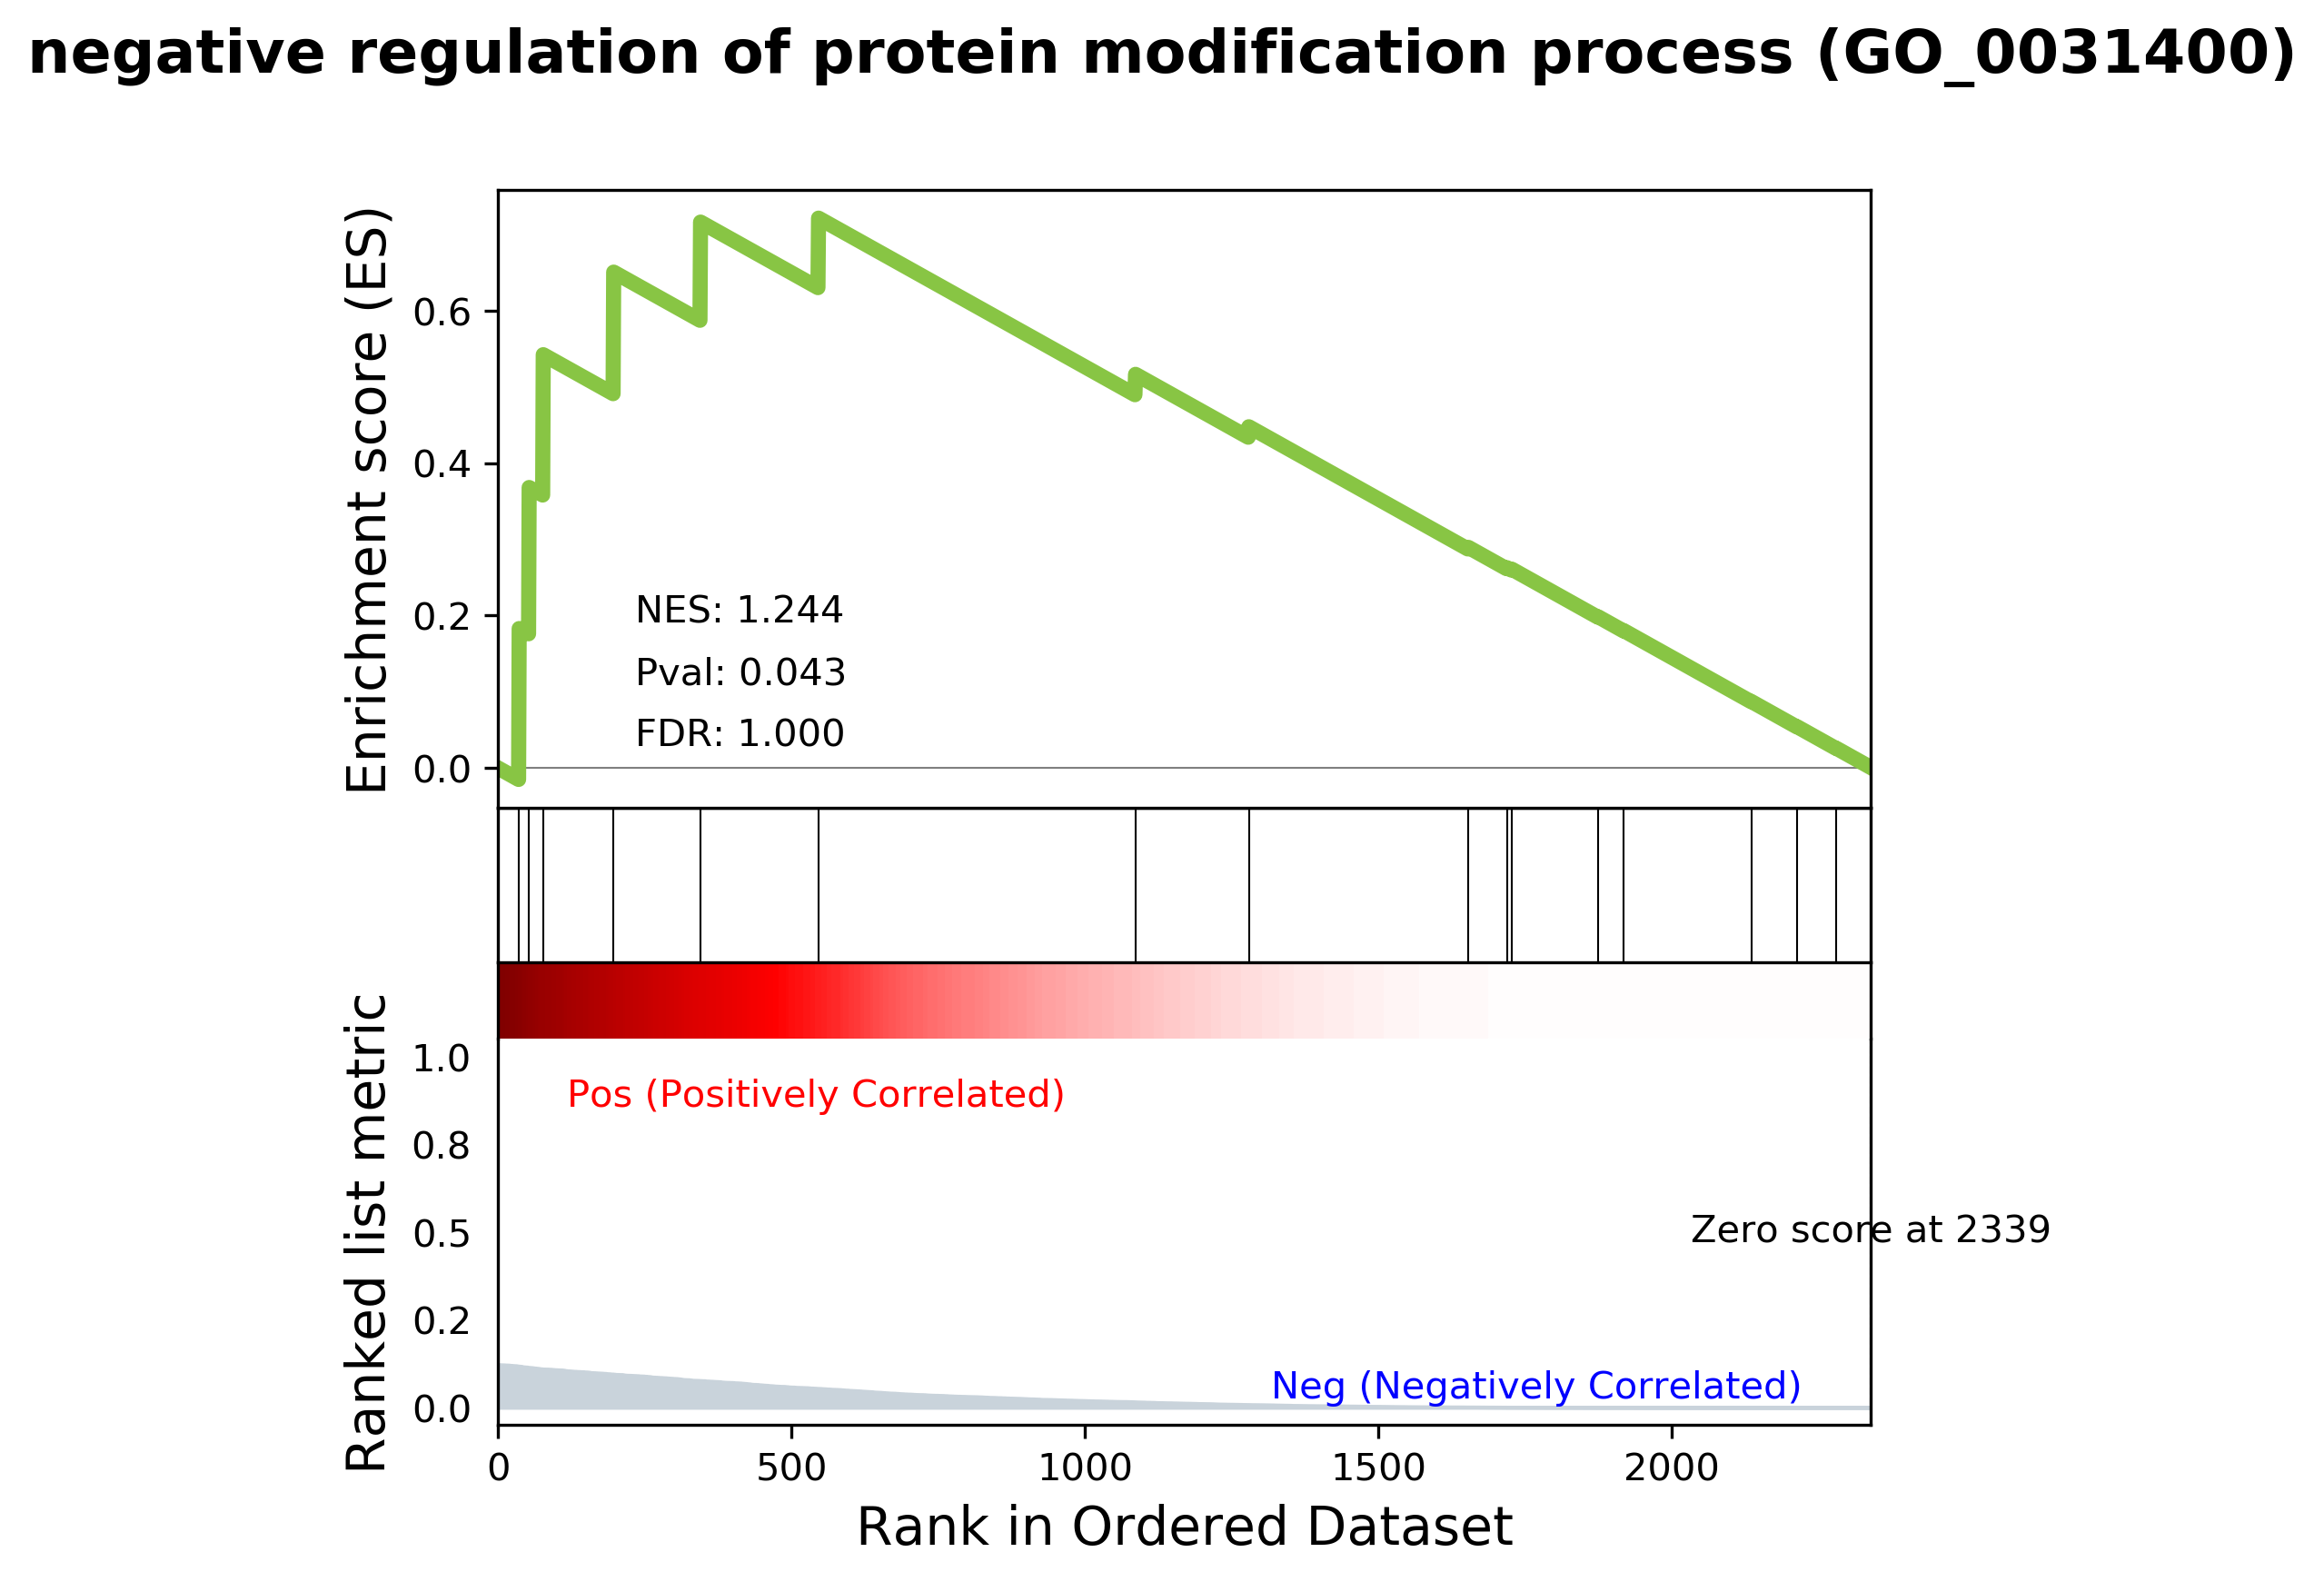 negative regulation of protein modification process (GO_0031400)
Enrichment score (ES)
0.6
0.4
0.2
0.0
NES: 1.244
Pval: 0.043
FDR: 1.000
Ranked list metric
1.0
0.8
0.5
0.2
0.0
Pos (Positively Correlated)
Zero score at 2339
Neg (Negatively Correlated)
0 500 1000 1500 2000
Rank in Ordered Dataset